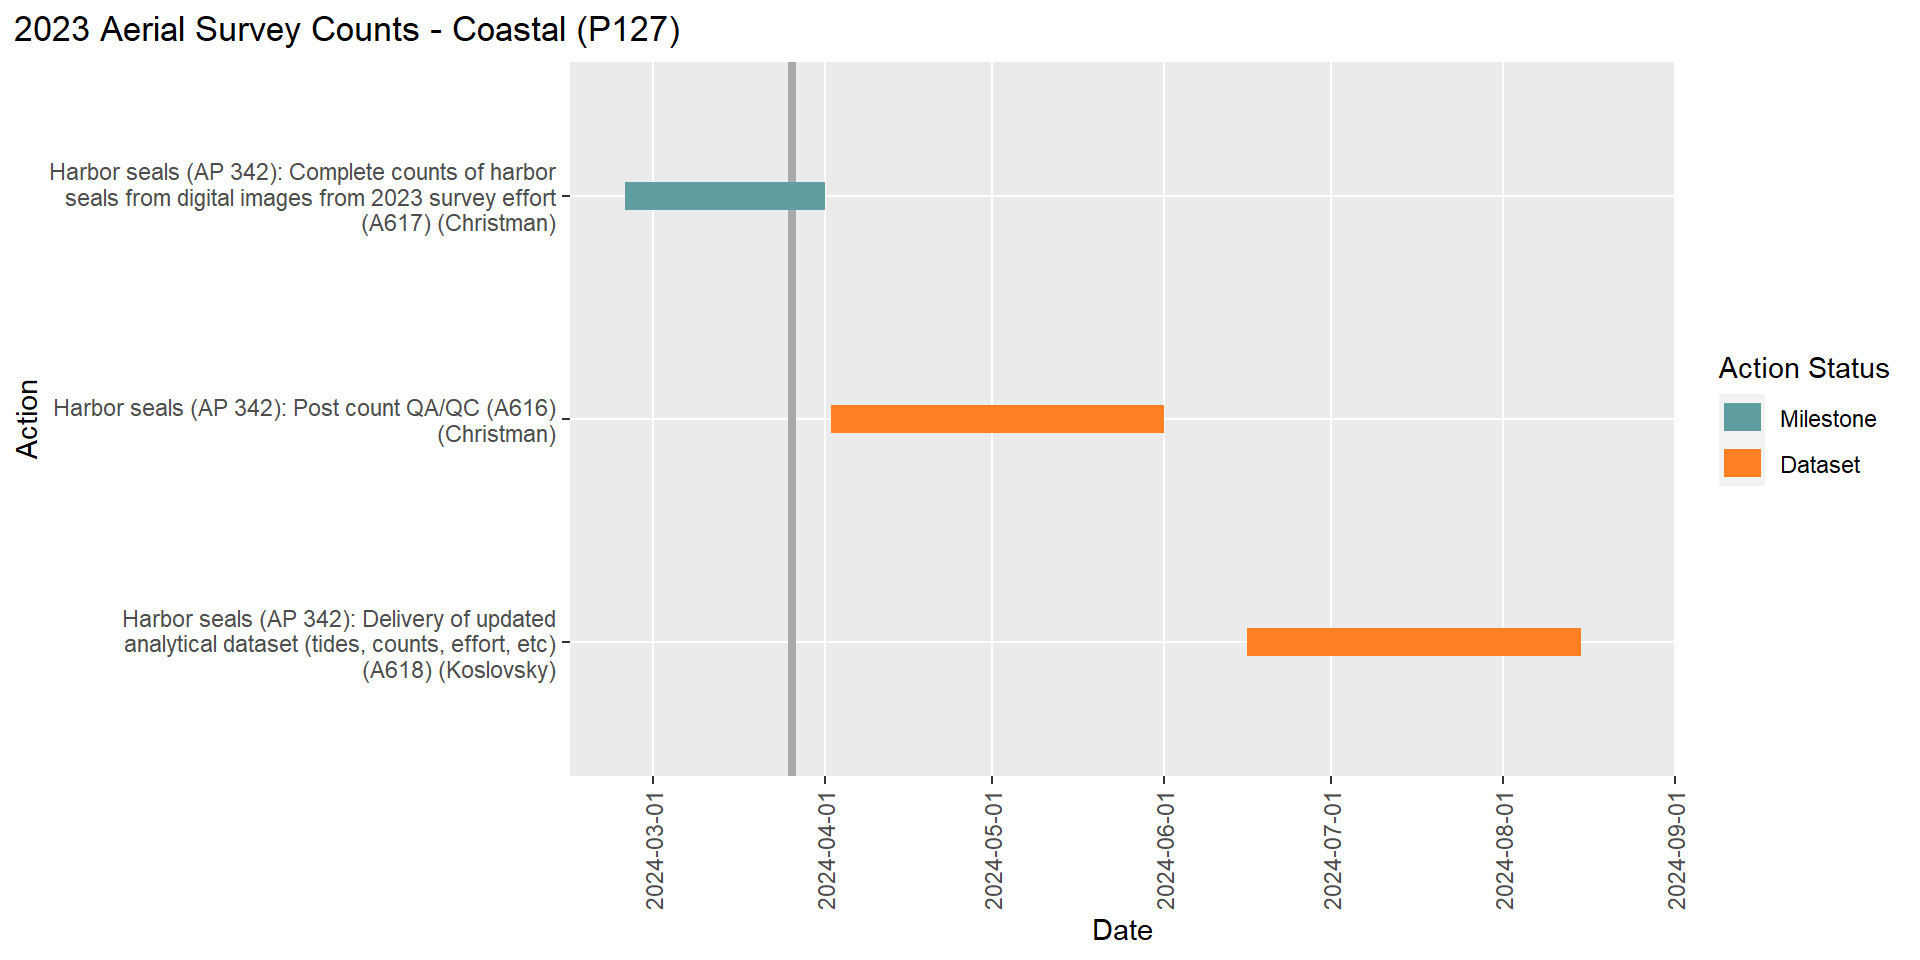 2023 Aerial Survey Counts - Coastal (P127)
Harbor seals (AP 342): Complete counts of harbor
seals from digital images from 2023 survey effort
(A617) (Christman)
Harbor seals (AP 342): Post count QA/QC (A616)
(Christman)
Harbor seals (AP 342): Delivery of updated
analytical dataset (tides, counts, effort, etc)
(A618) (Koslovsky)
Action
2024-03-01
2024-04-01
2024-05-01
2024-06-01
2024-07-01
2024-08-01
2024-09-01
Date
Action Status
Milestone
Dataset